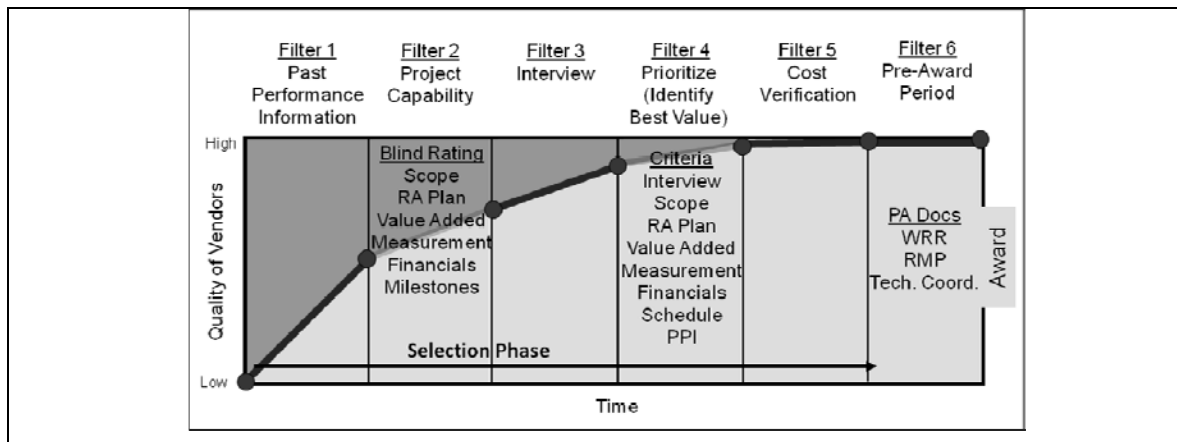 Filter 1
Past
Performance
Information
Filter 2
Project
Capability
Filter 3
Interview
Filter 4
Prioritize
(Identify
Best Value)
Filter 5
Cost
Verification
Filter 6
Pre-Award
Period
High
Quality of Vendors
Low
Blind Rating
Scope
RA Plan
Value Added
Measurement
Financials
Milestones
Criteria
Interview
Scope
RA Plan
Value Added
Measurement
Financials
Schedule
PPI
PA Docs
WRR
RMP
Tech. Coord.
Award
Selection Phase
Time